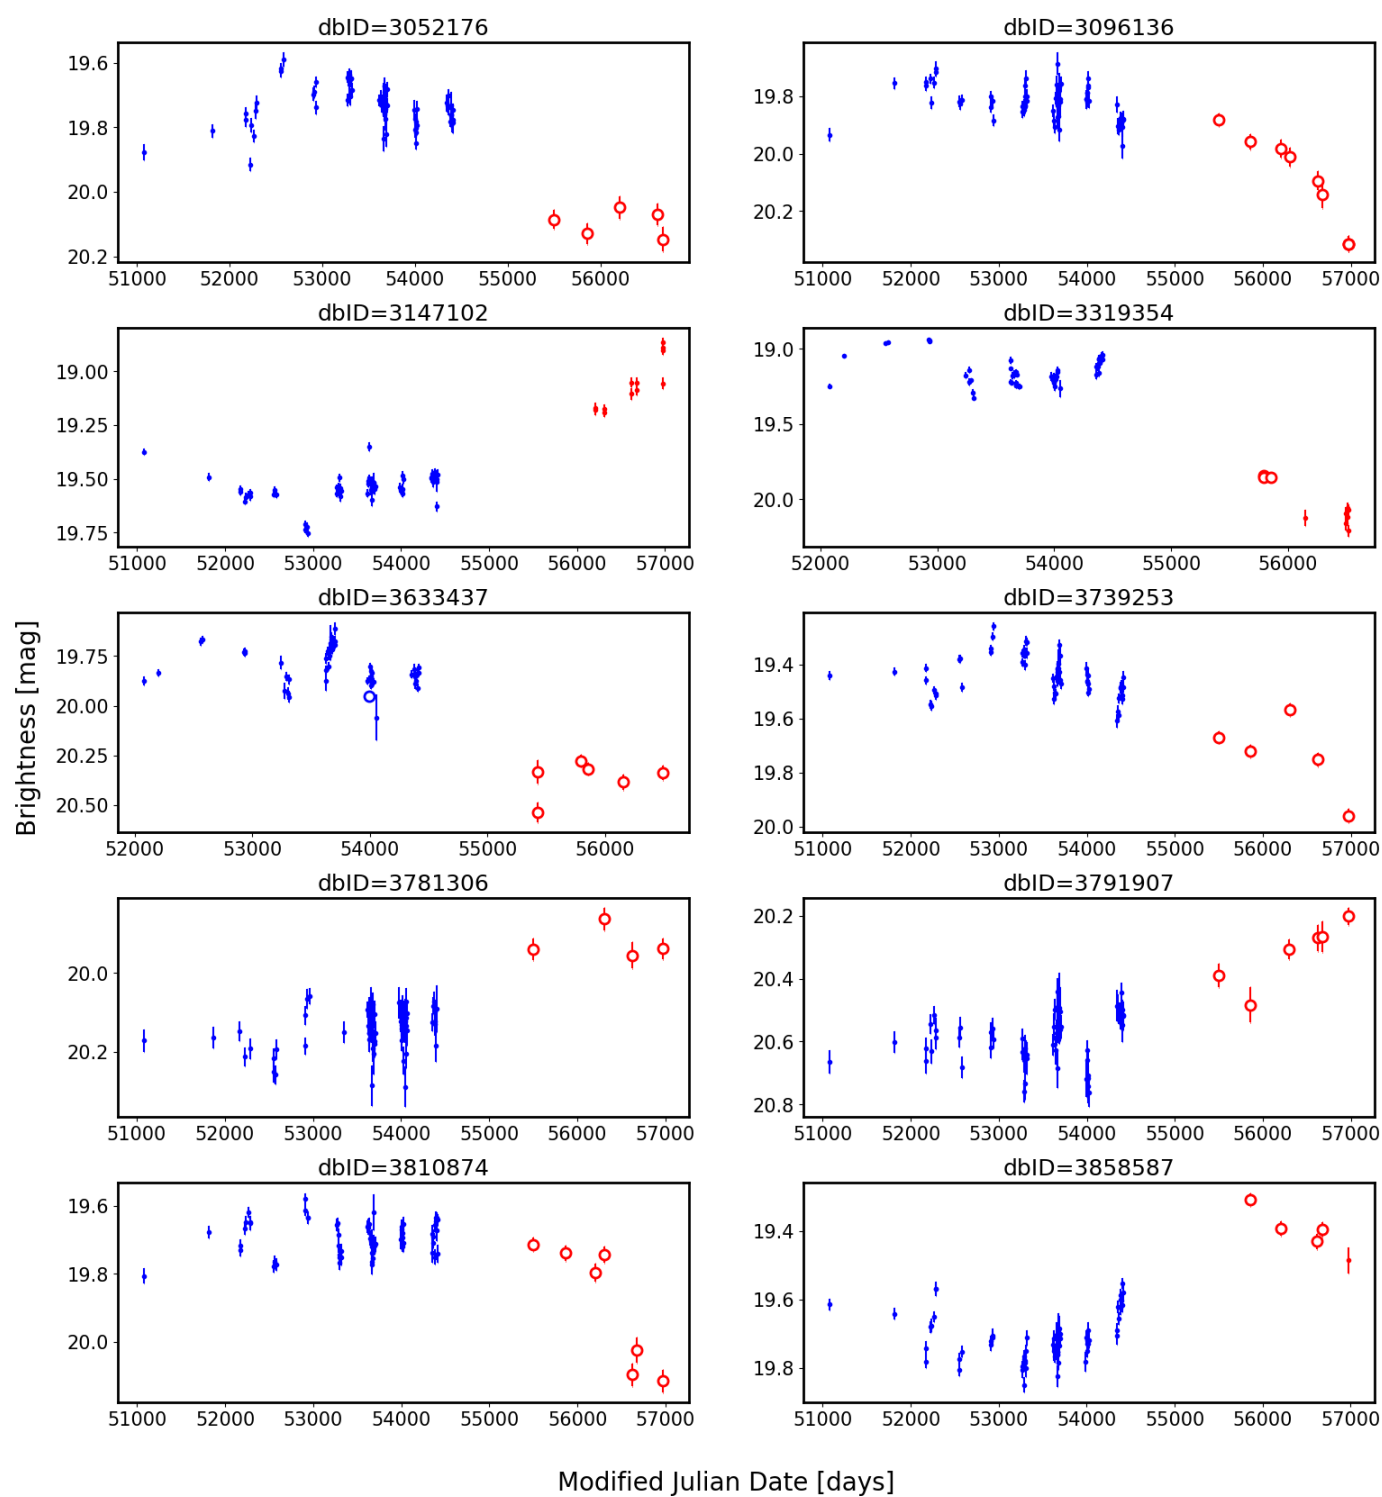 dbID=3052176
19.6
19.8
20.0
20.2
51000 52000 53000 54000 55000 56000
dbID=3096136
19.8
20.0
20.2
51000 52000 53000 54000 55000 56000 57000
dbID=3147102
19.00
19.25
19.50
19.75
51000 52000 53000 54000 55000 56000 57000
dbID=3319354
19.0
19.5
20.0
52000 53000 54000 55000 56000
dbID=3633437
19.75
20.00
20.25
20.50
52000 53000 54000 55000 56000
dbID=3739253
19.4
19.6
19.8
20.0
51000 52000 53000 54000 55000 56000 57000
dbID=3781306
20.0
20.2
51000 52000 53000 54000 55000 56000 57000
dbID=3791907
20.2
20.4
20.6
20.8
51000 52000 53000 54000 55000 56000 57000
dbID=3810874
19.6
19.8
20.0
51000 52000 53000 54000 55000 56000 57000
dbID=3858587
19.4
19.6
19.8
51000 52000 53000 54000 55000 56000 57000
Brightness [mag]
Modified Julian Date [days]